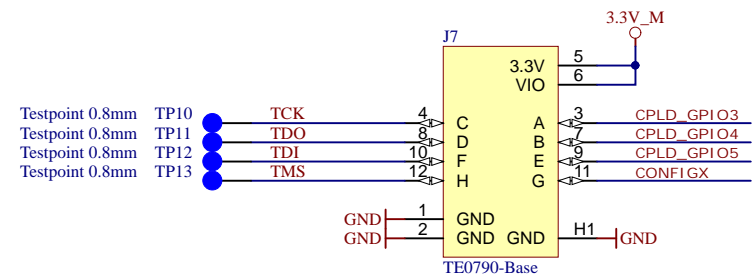 3.3V_M
J7
3.3V 5
VIO 6
Testpoint 0.8mm TP10 TCK 4 C A 3 CPLD_GPIO3
Testpoint 0.8mm TP11 TDO 8 D B 7 CPLD_GPIO4
Testpoint 0.8mm TP12 TDI 10 F E 9 CPLD_GPIO5
Testpoint 0.8mm TP13 TMS 12 H G 11 CONFIGX
GND 1 GND
GND 2 GND GND H1 GND
TE0790-Base